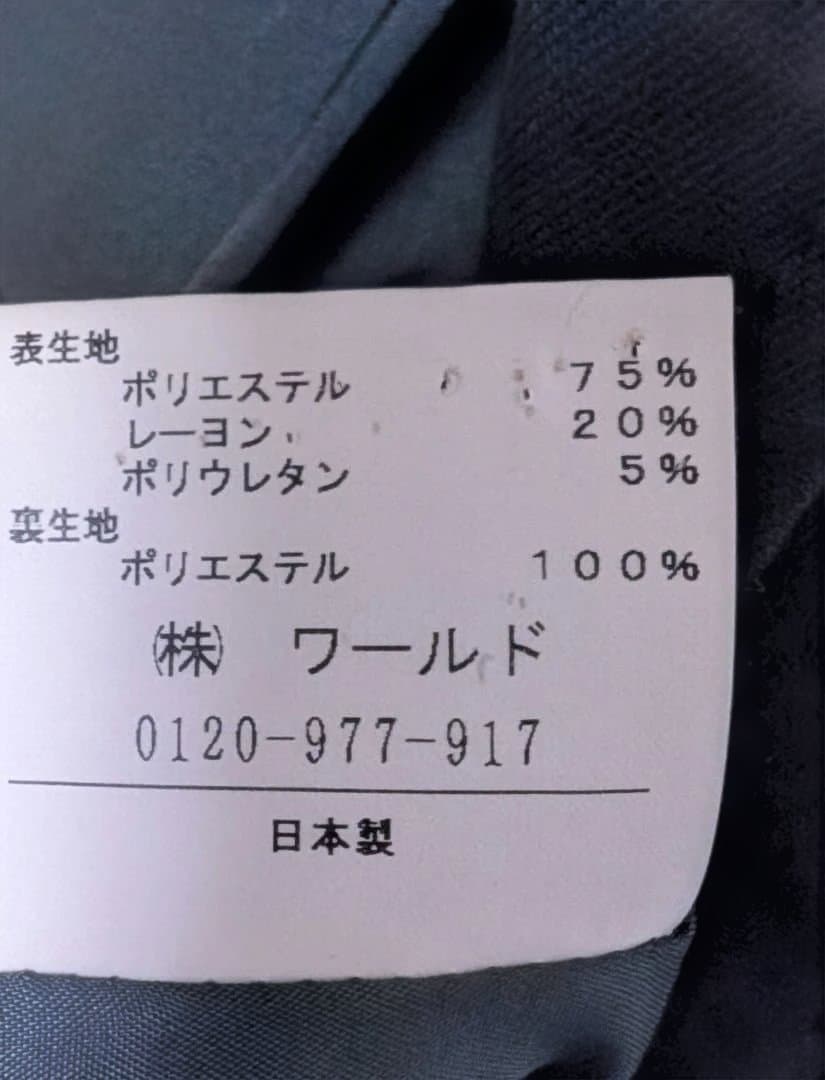 表生地
ポリエステル 75%
レーヨン 20%
ポリウレタン 5%
裏生地
ポリエステル 100%
㈱ ワールド
0120-977-917
日本製